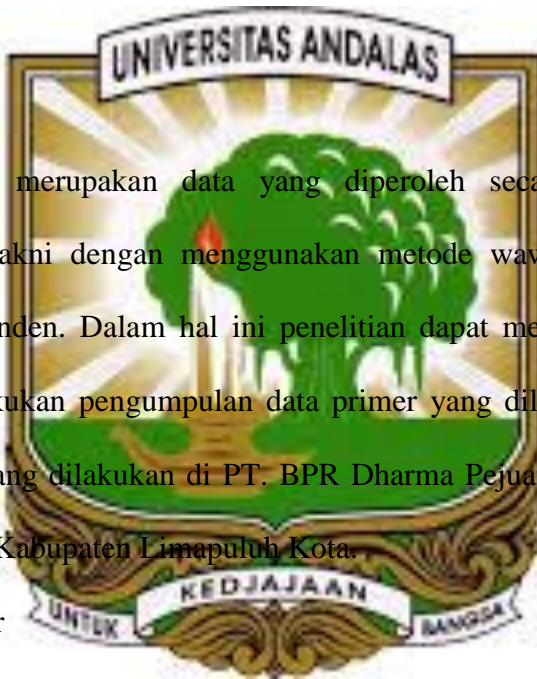 UNIVERSITAS ANDALAS
merupakan data yang diperoleh seca
akni dengan menggunakan metode wav
nden. Dalam hal ini penelitian dapat me
kukan pengumpulan data primer yang dil
ang dilakukan di PT. BPR Dharma Pejua
Kabupaten Limapuluh Kota.
KEDJAJAAN
UNTUK BANGSA
r